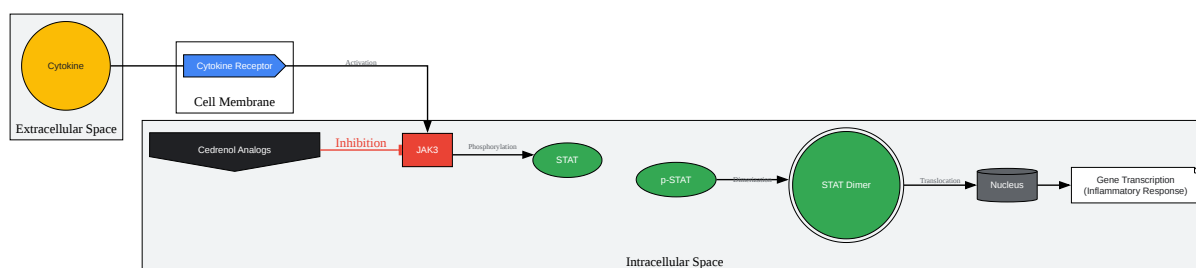 Cytokine
Extracellular Space
Cytokine Receptor
Cell Membrane
Activation
Cedrenol Analogs
Inhibition
JAK3
Phosphorylation
STAT
p-STAT
Dimerization
STAT Dimer
Translocation
Nucleus
Gene Transcription
(Inflammatory Response)
Intracellular Space